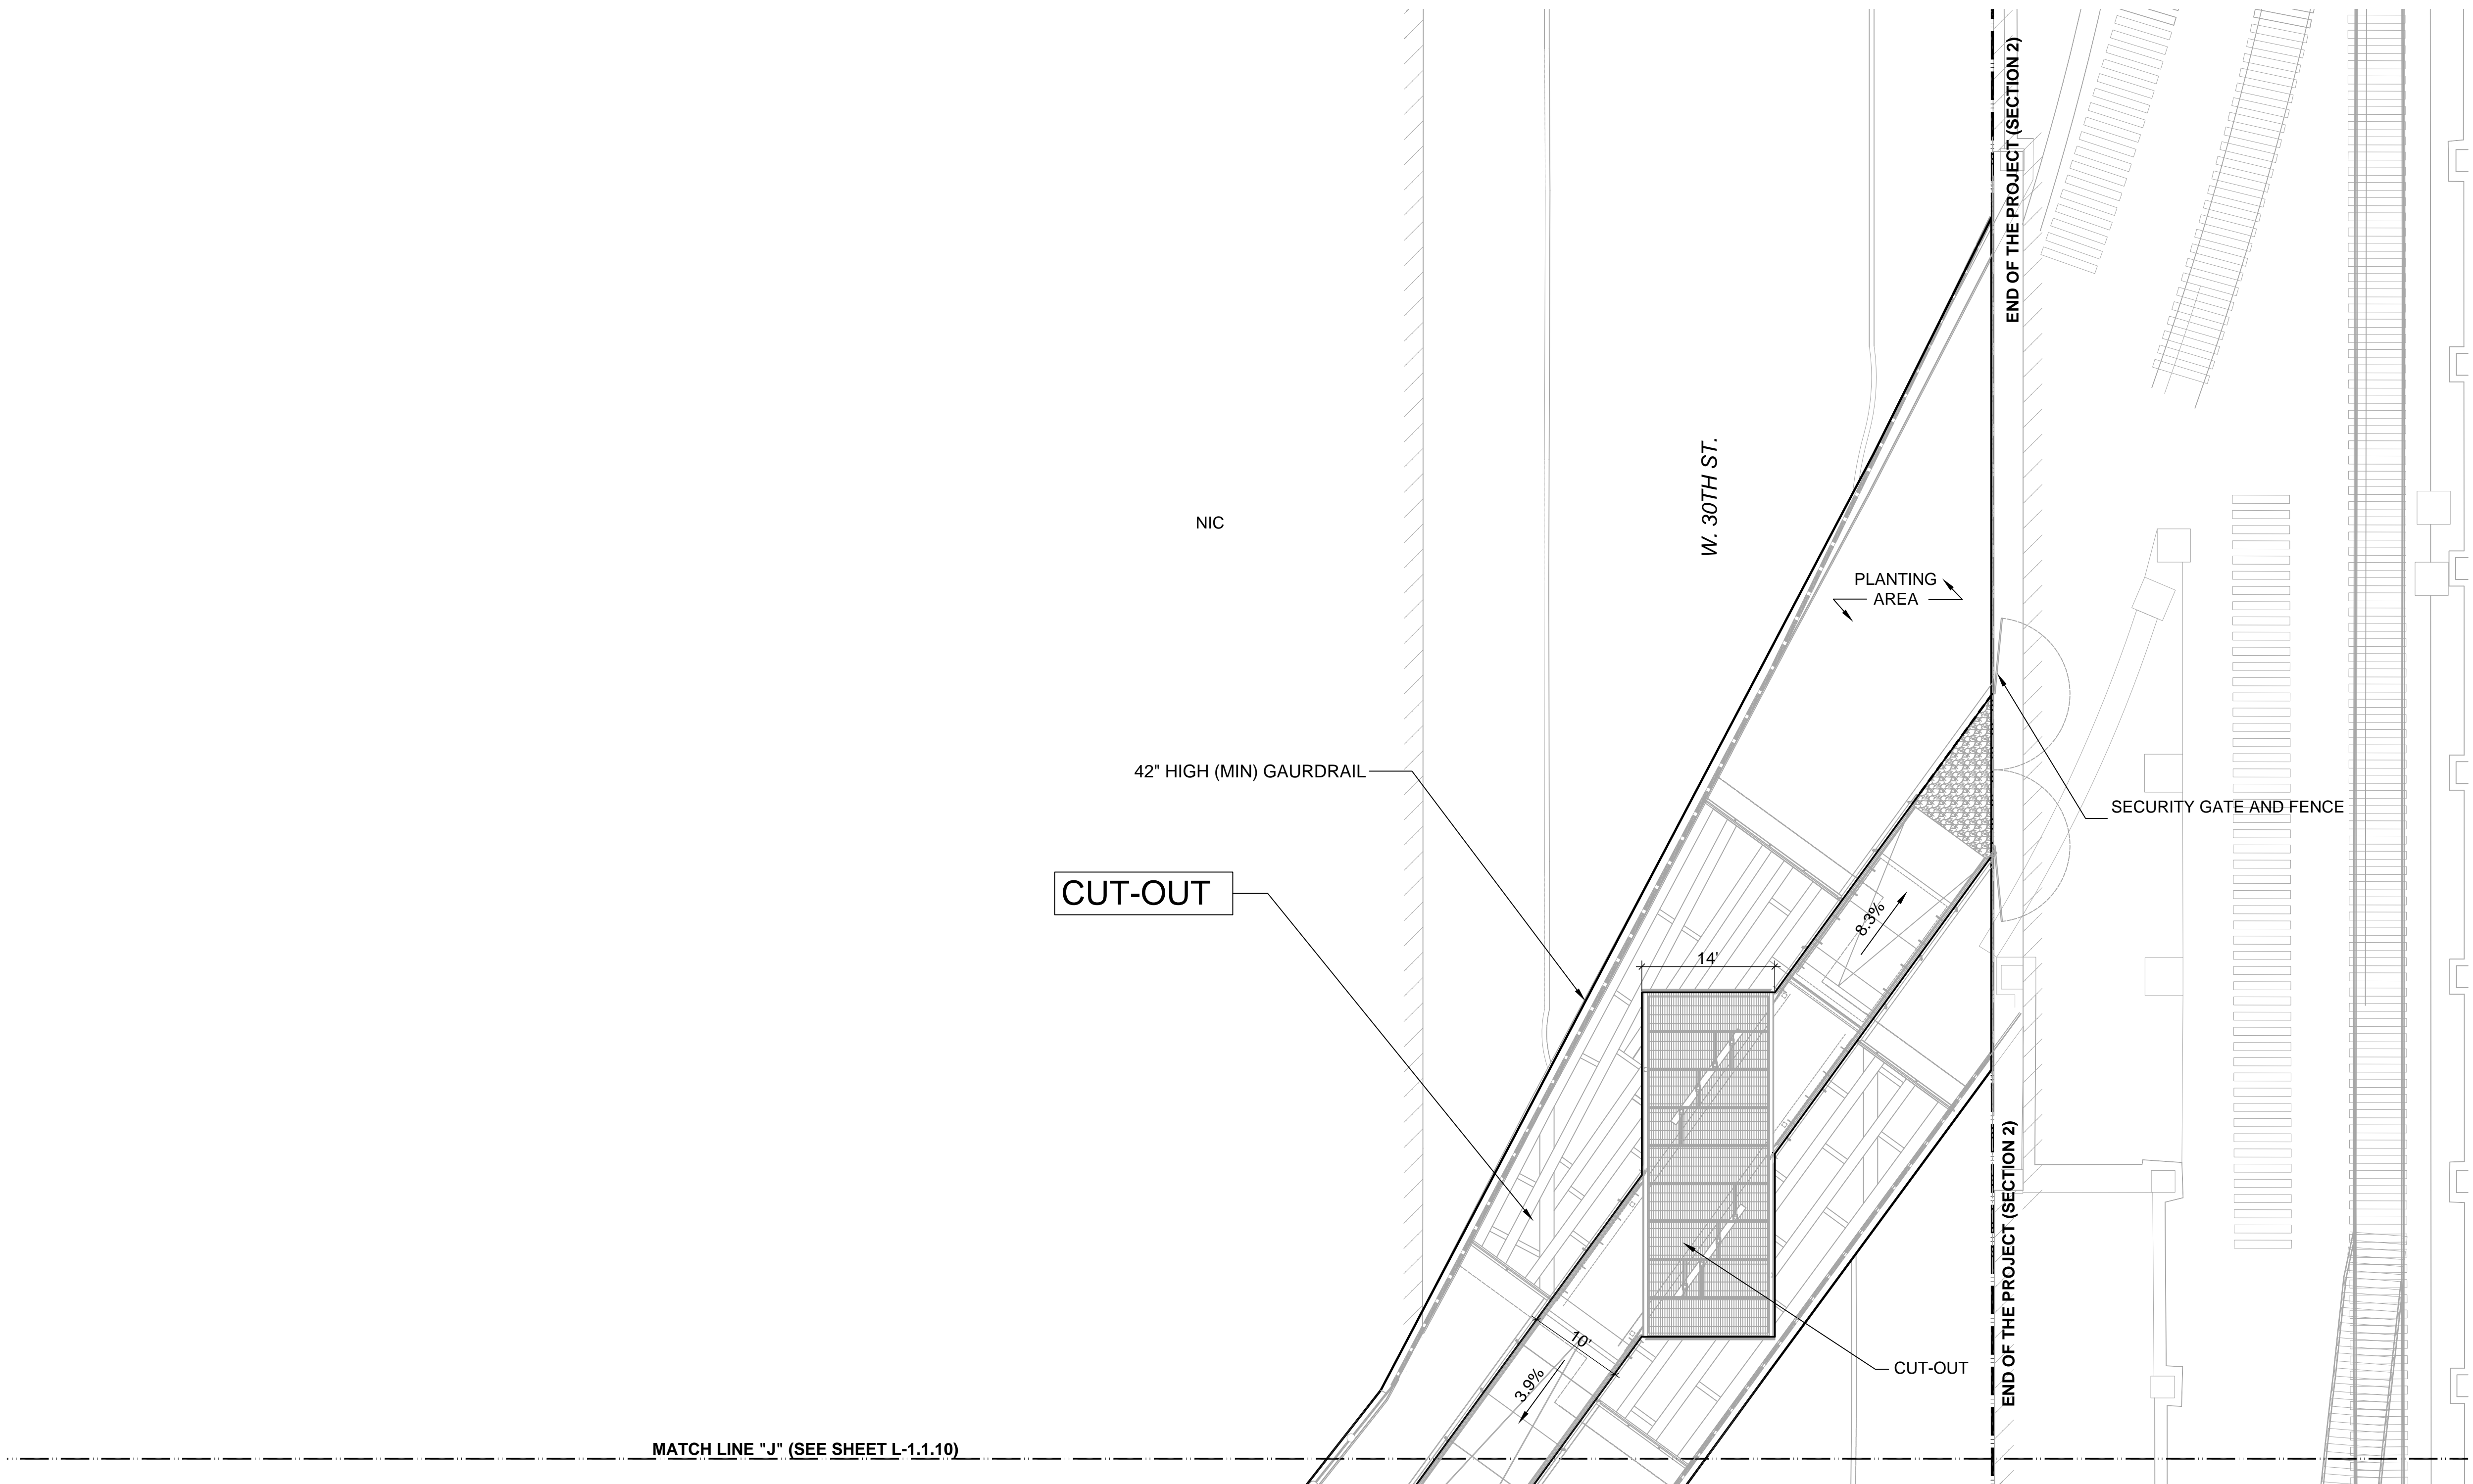 END OF THE PROJECT (SECTION 2)
W. 30TH ST.
NIC
PLANTING
AREA
42" HIGH (MIN) GAURDRAIL
SECURITY GATE AND FENCE
CUT-OUT
8.3%
14'
10'
3.9%
CUT-OUT
END OF THE PROJECT (SECTION 2)
MATCH LINE "J" (SEE SHEET L-1.1.10)